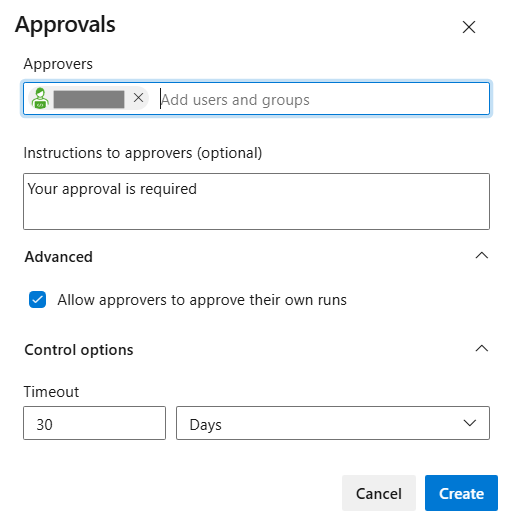 Approvals
Approvers
Add users and groups
Instructions to approvers (optional)
Your approval is required
Advanced
Allow approvers to approve their own runs
Control options
Timeout
30 Days
Cancel Create